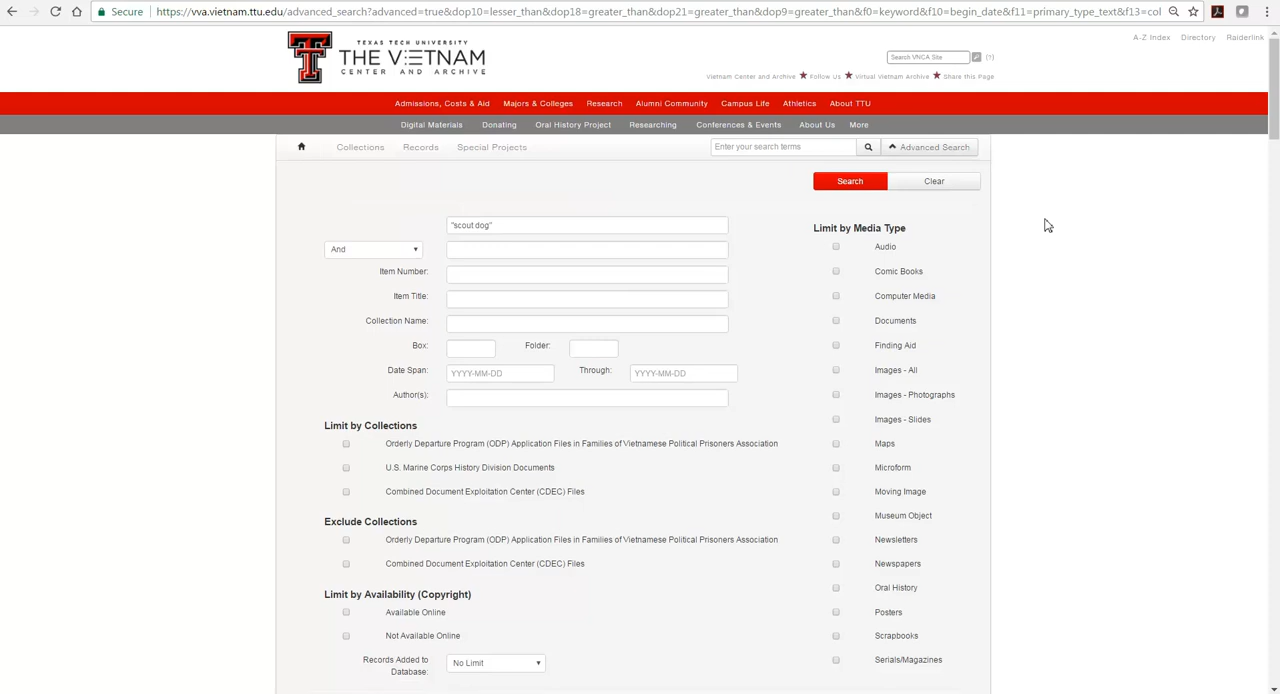 Secure https://vva.vietnam.ttu.edu/advanced_search?advanced=true&dop10=lesser_than&dop18=greater_than&dop21=greater_than&dop9=greater_than&f0=keyword&f10=begin_date&f11=primary_type_text&f13=col
A-Z Index Directory Raiderlink
TEXAS TECH UNIVERSITY
THE VIETNAM
CENTER AND ARCHIVE
Search VNCA Site (?)
Vietnam Center and Archive ★ Follow Us ★ Virtual Vietnam Archive ★ Share this Page
Admissions, Costs & Aid Majors & Colleges Research Alumni Community Campus Life Athletics About TTU
Digital Materials Donating Oral History Project Researching Conferences & Events About Us More
Collections Records Special Projects Enter your search terms Advanced Search
Search Clear
"scout dog" Limit by Media Type
And Audio
Item Number: Comic Books
Item Title: Computer Media
Collection Name: Documents
Box: Folder: Finding Aid
Date Span: YYYY-MM-DD Through: YYYY-MM-DD Images - All
Author(s): Images - Photographs
Limit by Collections Images - Slides
Orderly Departure Program (ODP) Application Files in Families of Vietnamese Political Prisoners Association Maps
U.S. Marine Corps History Division Documents Microform
Combined Document Exploitation Center (CDEC) Files Moving Image
Exclude Collections Museum Object
Orderly Departure Program (ODP) Application Files in Families of Vietnamese Political Prisoners Association Newsletters
Combined Document Exploitation Center (CDEC) Files Newspapers
Limit by Availability (Copyright) Oral History
Available Online Posters
Not Available Online Scrapbooks
Records Added to Database: No Limit Serials/Magazines